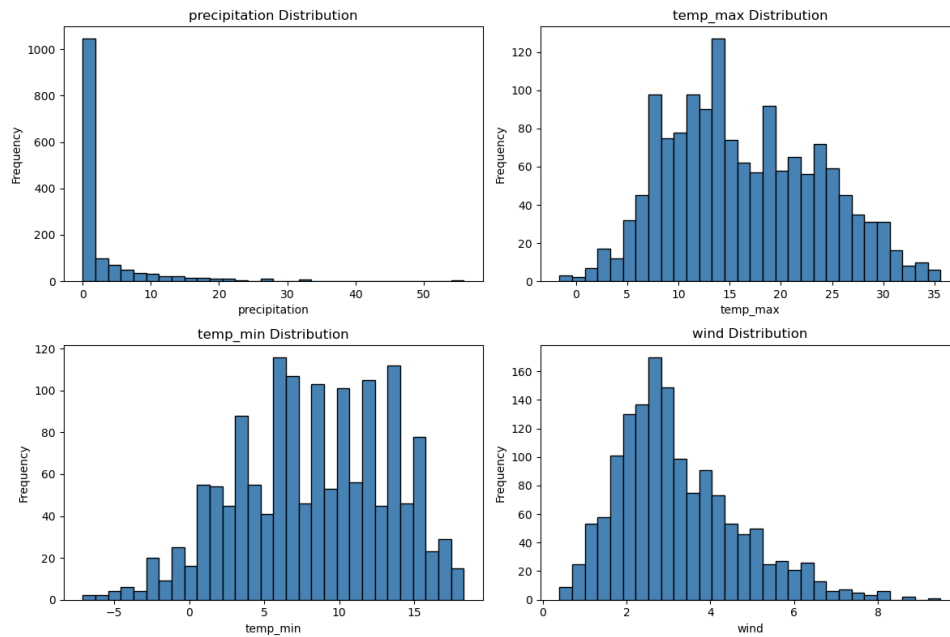 precipitation Distribution
1000
800
600
400
200
0
Frequency
0 10 20 30 40 50
precipitation
temp_max Distribution
120
100
80
60
40
20
0
Frequency
0 5 10 15 20 25 30 35
temp_max
temp_min Distribution
120
100
80
60
40
20
0
Frequency
−5 0 5 10 15
temp_min
wind Distribution
160
140
120
100
80
60
40
20
0
Frequency
0 2 4 6 8
wind